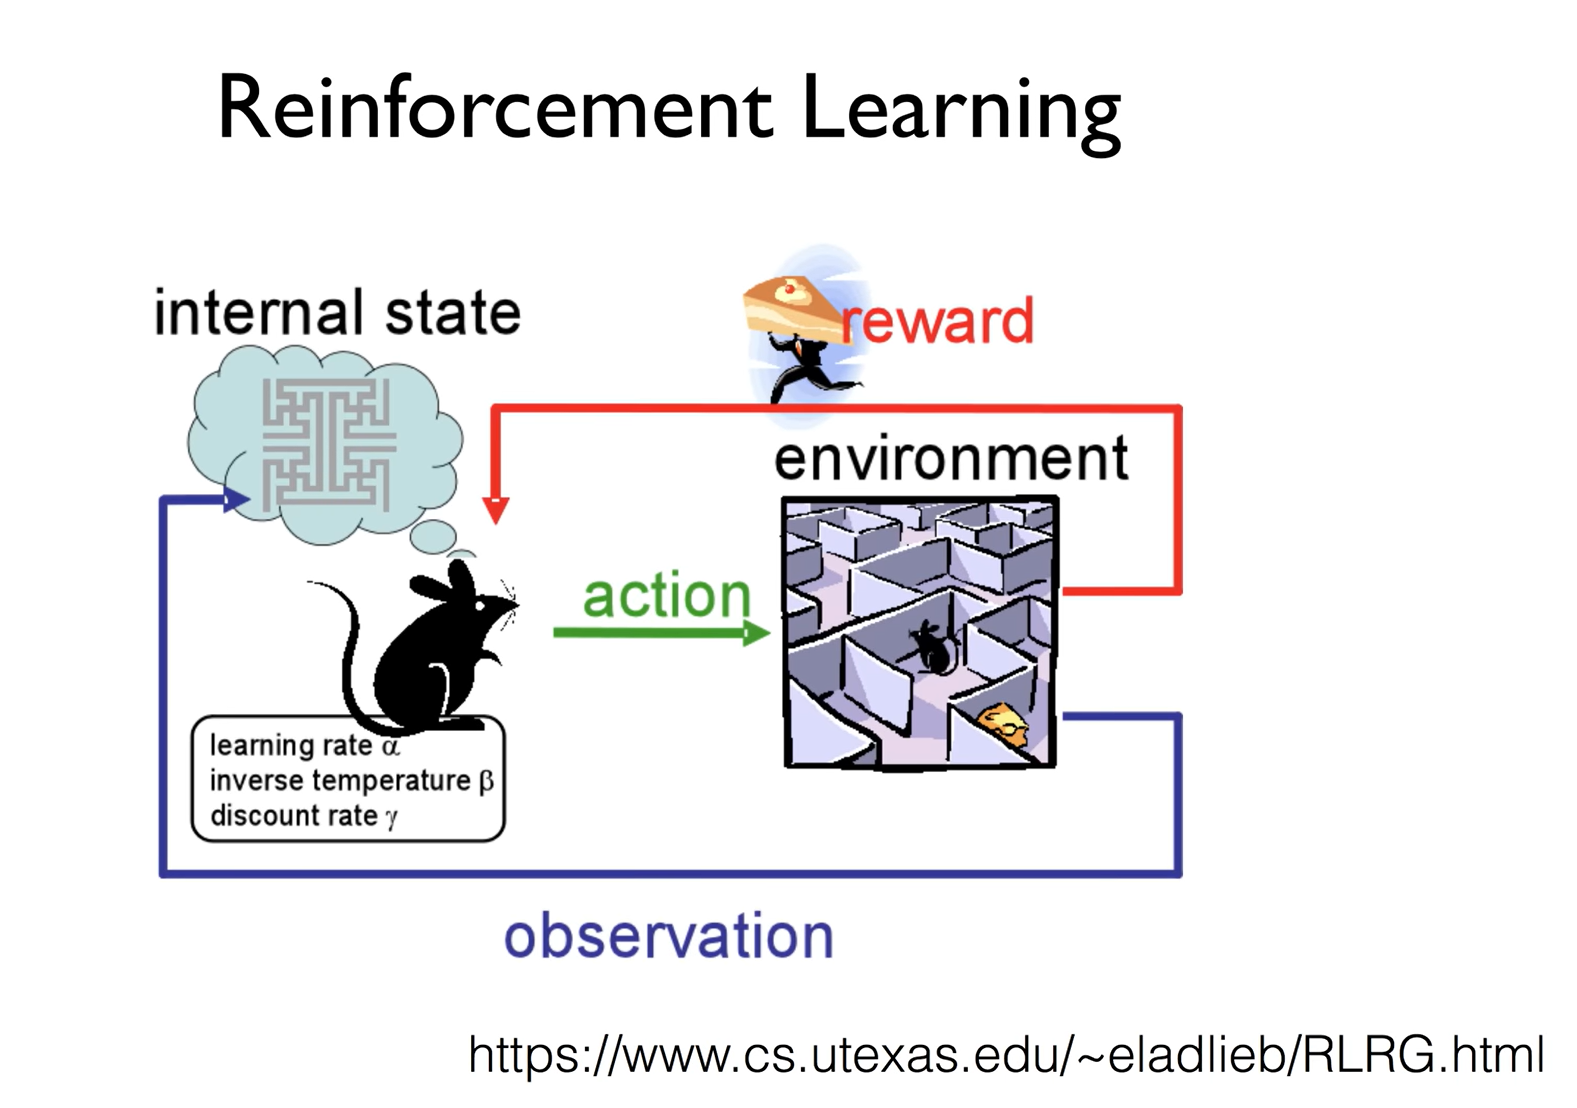 Reinforcement Learning
internal state
reward
environment
action
learning rate α
inverse temperature β
discount rate γ
observation
https://www.cs.utexas.edu/~eladlieb/RLRG.html